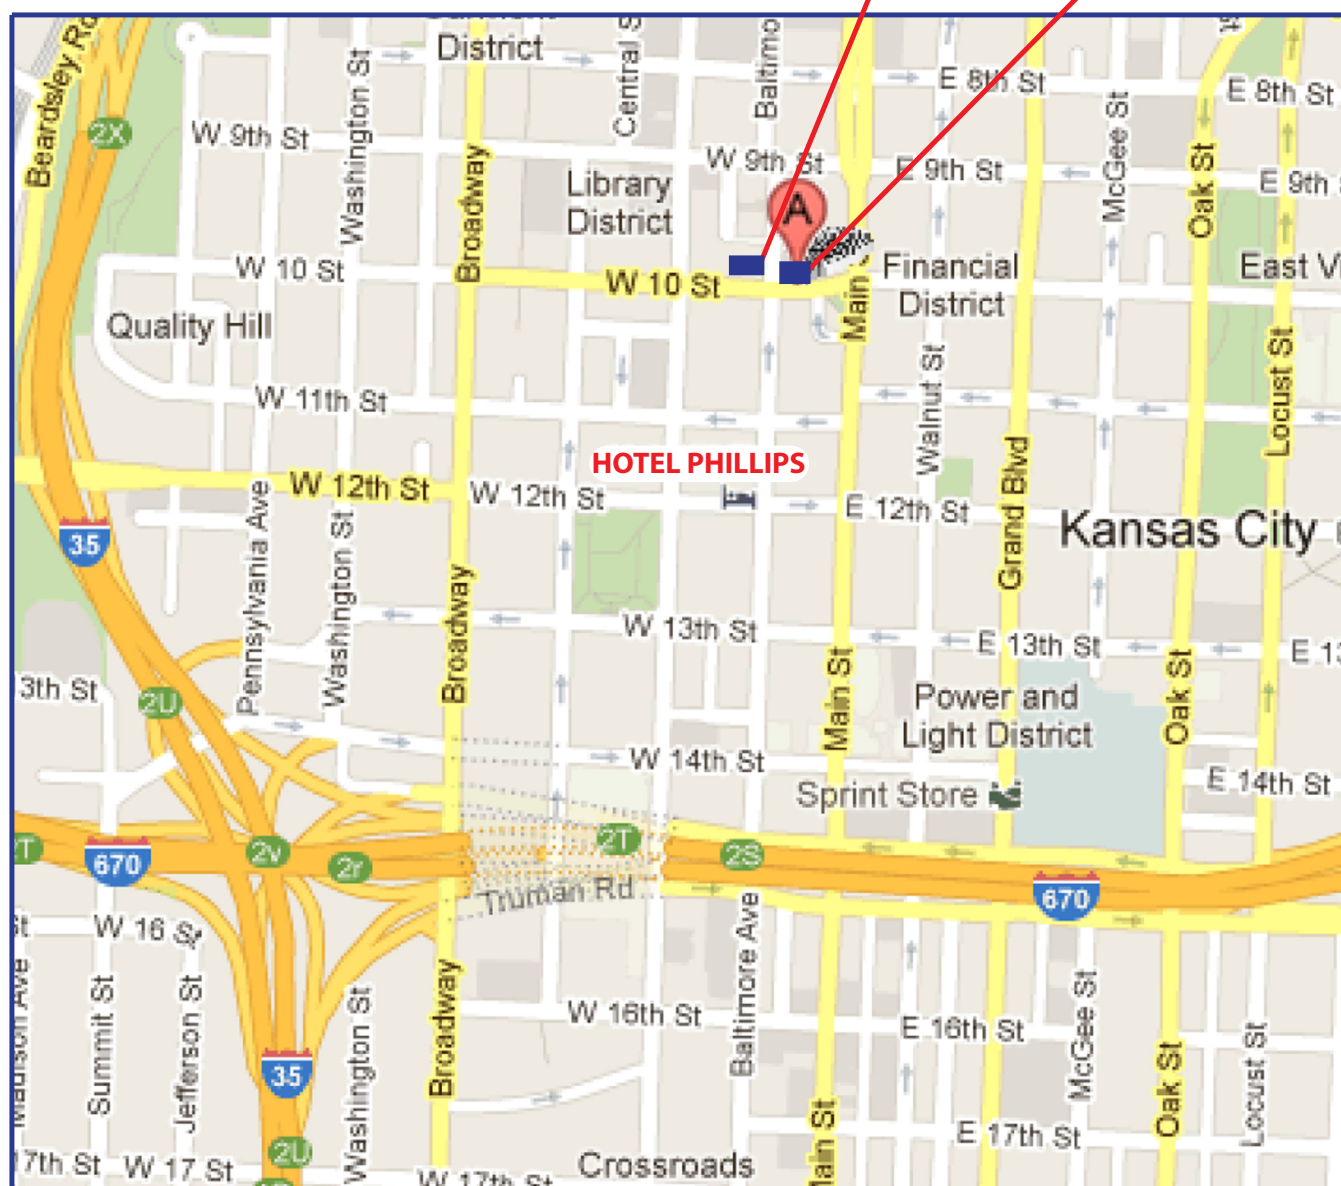 District
Beardsley Rd
Washington St
Central S
Baltimo
E 8th St
E 8th St
2X
W 9th St
Broadway
W 9th St
E 9th St
McGee St
Oak St
E 9th
Library
District
A
W 10 St
W 10 St
Financial
District
East Vi
Main
Quality Hill
W 11th St
Walnut St
Locust St
HOTEL PHILLIPS
W 12th St
W 12th St
E 12th St
Grand Blvd
Kansas City
35
Pennsylvania Ave
Washington St
Broadway
W 13th St
E 13th St
E 13
3th St
2U
Main St
Power and
Light District
Oak St
W 14th St
E 14th St
Sprint Store
2T
670
2v
2r
2T
2S
670
Truman Rd
St
W 16 St
Madison Ave
Summit St
Jefferson St
Washington St
Broadway
Baltimore Ave
W 16th St
E 16th St
McGee St
Oak St
Locust St
35
Main St
E 17th St
2U
17th St
W 17 St
W 17th St
Crossroads